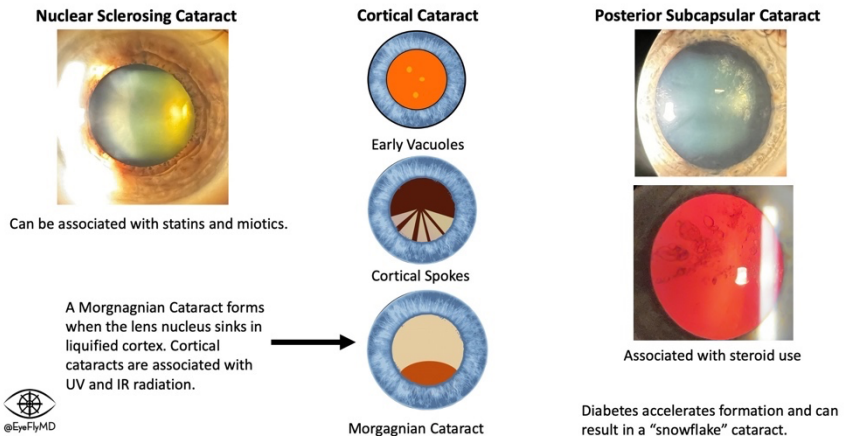 Nuclear Sclerosing Cataract
Can be associated with statins and miotics.
Cortical Cataract
Early Vacuoles
Cortical Spokes
A Morgnagnian Cataract forms
when the lens nucleus sinks in
liquified cortex. Cortical
cataracts are associated with
UV and IR radiation.
Morgagnian Cataract
Posterior Subcapsular Cataract
Associated with steroid use
Diabetes accelerates formation and can
result in a “snowflake” cataract.
@EyeFlyMD